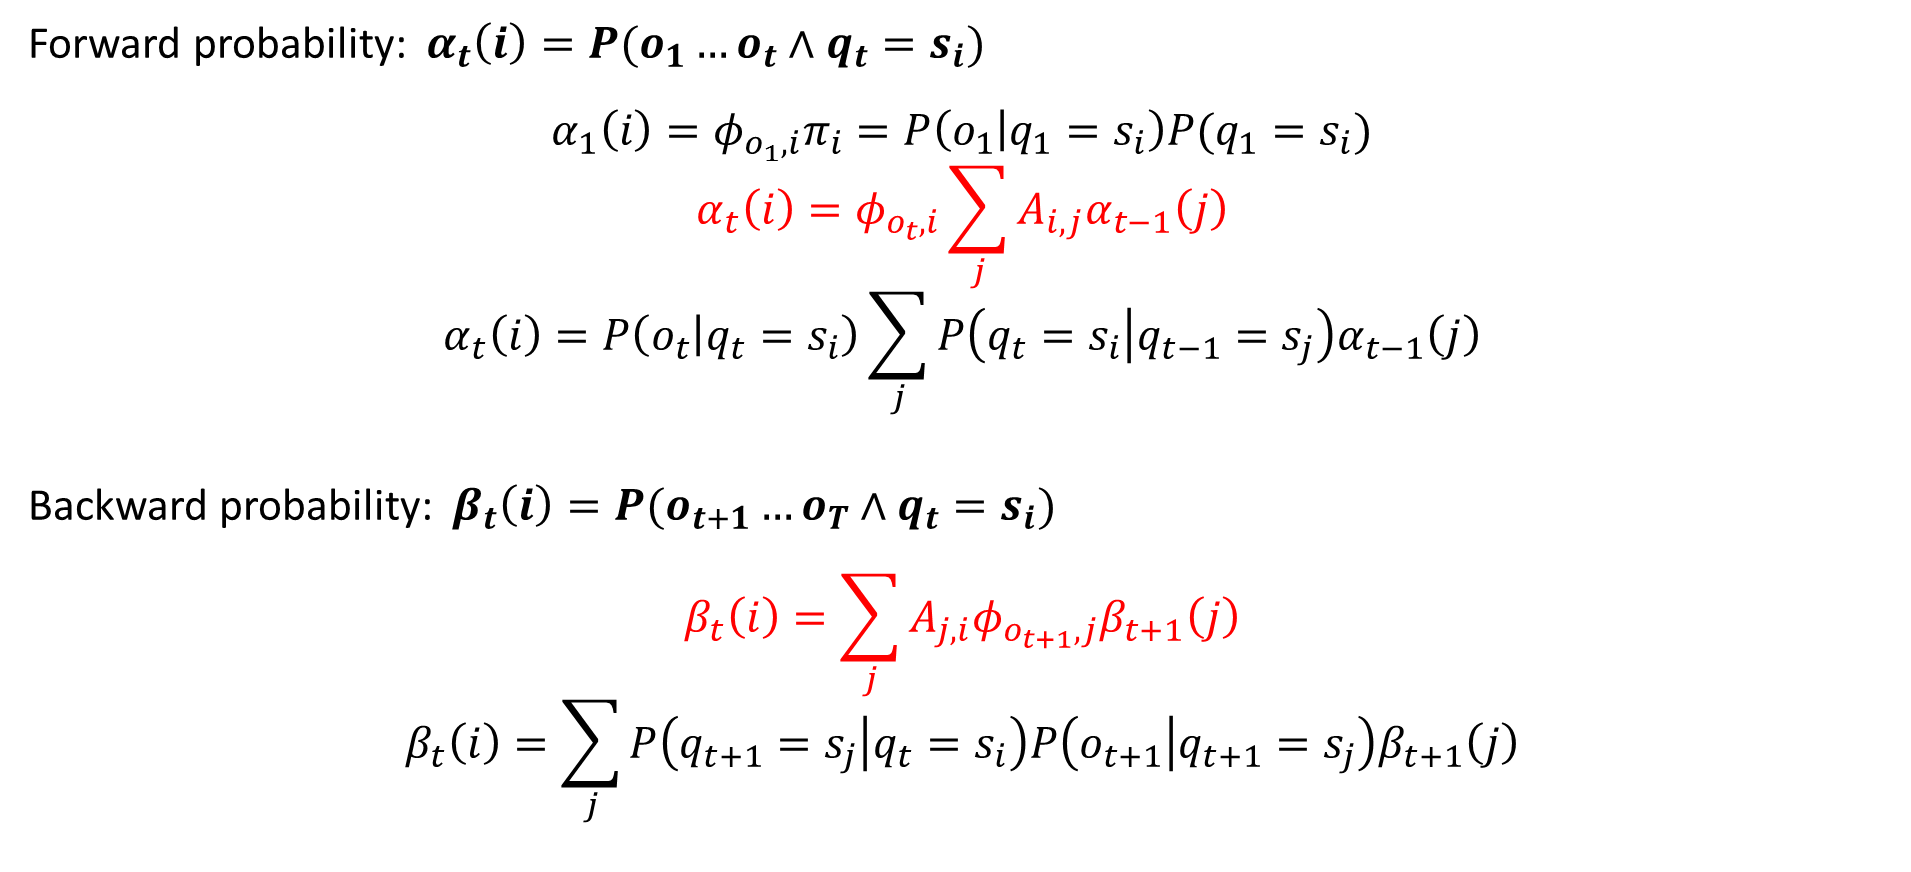 Forward probability: α_t(i) = P(o_1 … o_t ∧ q_t = s_i)
α_1(i) = ϕ_{o_1,i}π_i = P(o_1|q_1 = s_i)P(q_1 = s_i)
α_t(i) = ϕ_{o_t,i} ∑_j A_{i,j}α_{t−1}(j)
α_t(i) = P(o_t|q_t = s_i) ∑_j P(q_t = s_i|q_{t−1} = s_j)α_{t−1}(j)
Backward probability: β_t(i) = P(o_{t+1} … o_T ∧ q_t = s_i)
β_t(i) = ∑_j A_{j,i}ϕ_{o_{t+1},j}β_{t+1}(j)
β_t(i) = ∑_j P(q_{t+1} = s_j|q_t = s_i)P(o_{t+1}|q_{t+1} = s_j)β_{t+1}(j)